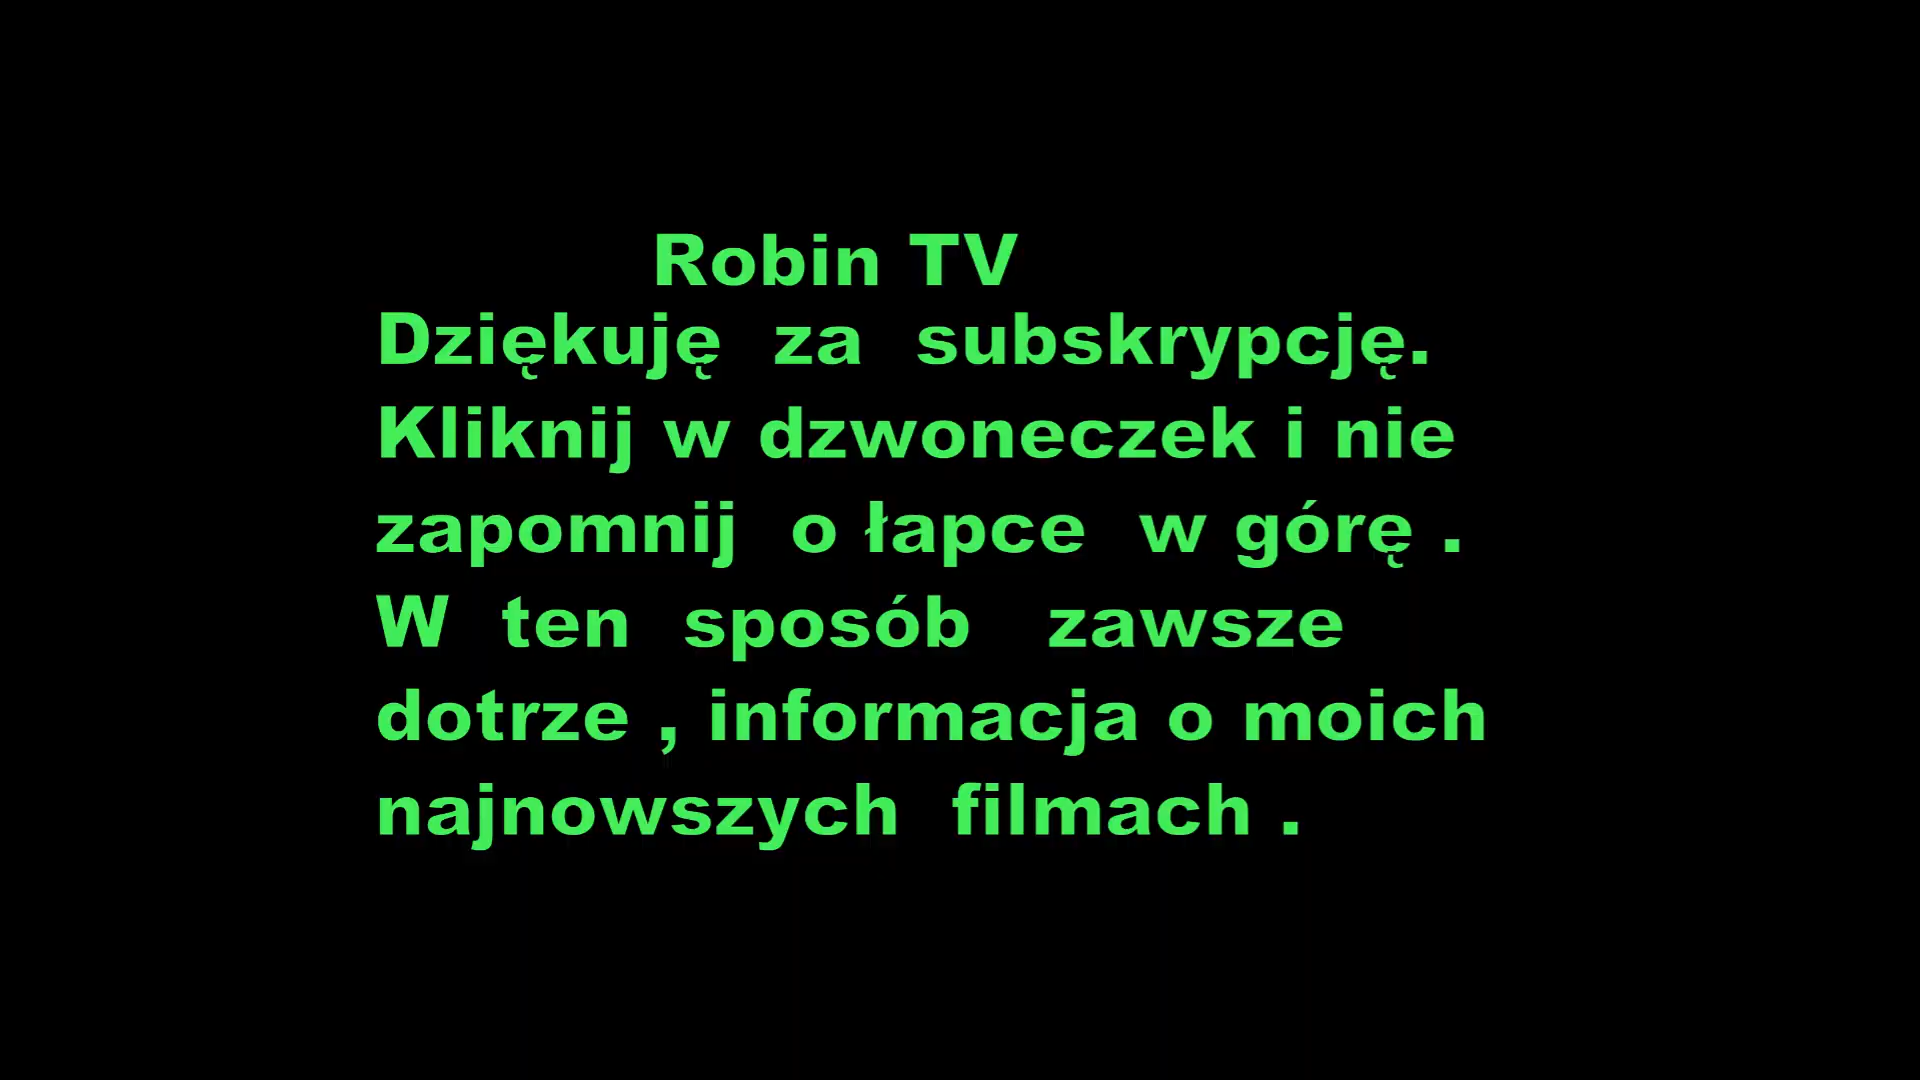 Robin TV
Dziękuję za subskrypcję.
Kliknij w dzwoneczek i nie
zapomnij o łapce w górę .
W ten sposób zawsze
dotrze , informacja o moich
najnowszych filmach .